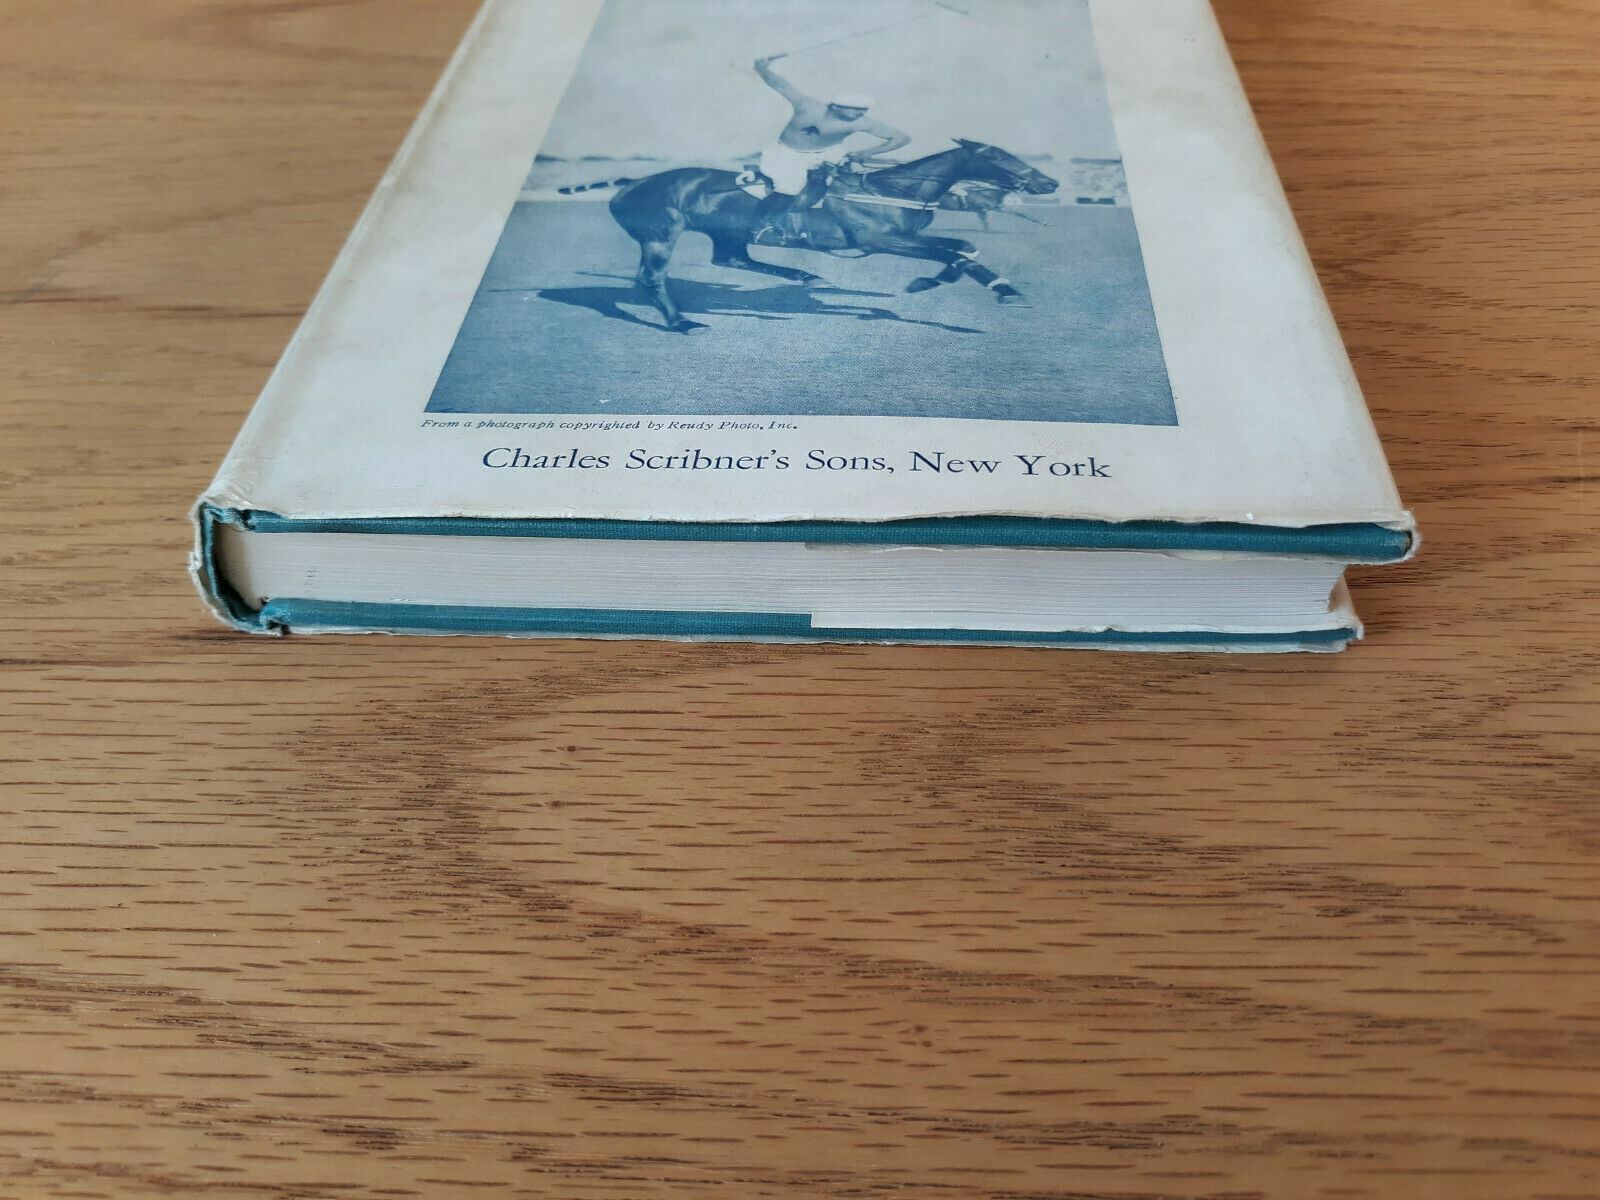 From a photograph copyrighted by Reudy Photo, Inc.
Charles Scribner's Sons, New York